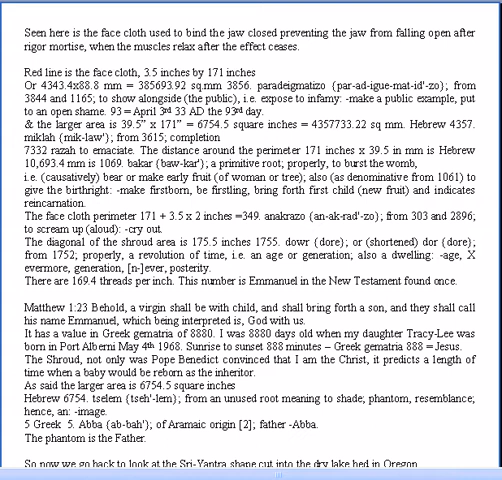 Seen here is the face cloth used to bind the jaw closed preventing the jaw from falling open after
rigor mortise, when the muscles relax after the effect ceases.
Red line is the face cloth, 3.5 inches by 171 inches
Or 4343.4x88.8 mm = 385693.92 sq.mm 3856. paradeigmatizo {par-ad-igue-mat-id'-zo}; from
3844 and 1165; to show alongside (the public), i.e. expose to infamy: -make a public example, put
to an open shame. 93 = April 3rd 33 AD the 93rd day.
& the larger area is 39.5” x 171” = 6754.5 square inches = 4357733.22 sq mm. Hebrew 4357.
miklah {mik-law'}; from 3615; completion
7332 razah to emaciate. The distance around the perimeter 171 inches x 39.5 mm is Hebrew
10,693.4 mm is 1069. bakar {baw-kar'}; a primitive root; properly, to burst the womb,
i.e. (causatively) bear or make early fruit (of woman or tree); also (as denominative from 1061) to
give the birthright: -make firstborn, be firstling, bring forth first child (new fruit) and indicates
reincarnation.
The face cloth perimeter 171 + 3.5 x 2 inches =349. anakrazo {an-ak-rad'-zo}; from 303 and 2896;
to scream up (aloud): -cry out.
The diagonal of the shroud area is 175.5 inches 1755. dowr {dore}; or (shortened) dor {dore};
from 1752; properly, a revolution of time, i.e. an age or generation; also a dwelling: -age, X
evermore, generation, [n-]ever, posterity.
There are 169.4 threads per inch. This number is Emmanuel in the New Testament found once.
Matthew 1:23 Behold, a virgin shall be with child, and shall bring forth a son, and they shall call
his name Emmanuel, which being interpreted is, God with us.
It has a value in Greek gematria of 8880. I was 8880 days old when my daughter Tracy-Lee was
born in Port Alberni May 4th 1968. Sunrise to sunset 888 minutes – Greek gematria 888 = Jesus.
The Shroud, not only was Pope Benedict convinced that I am the Christ, it predicts a length of
time when a baby would be reborn as the inheritor.
As said the larger area is 6754.5 square inches
Hebrew 6754. tselem {tseh'-lem}; from an unused root meaning to shade; phantom, resemblance;
hence, an: -image.
5 Greek 5. Abba {ab-bah'}; of Aramaic origin [2]; father -Abba.
The phantom is the Father.
So now we go back to look at the Sri-Yantra shape cut into the dry lake bed in Oregon